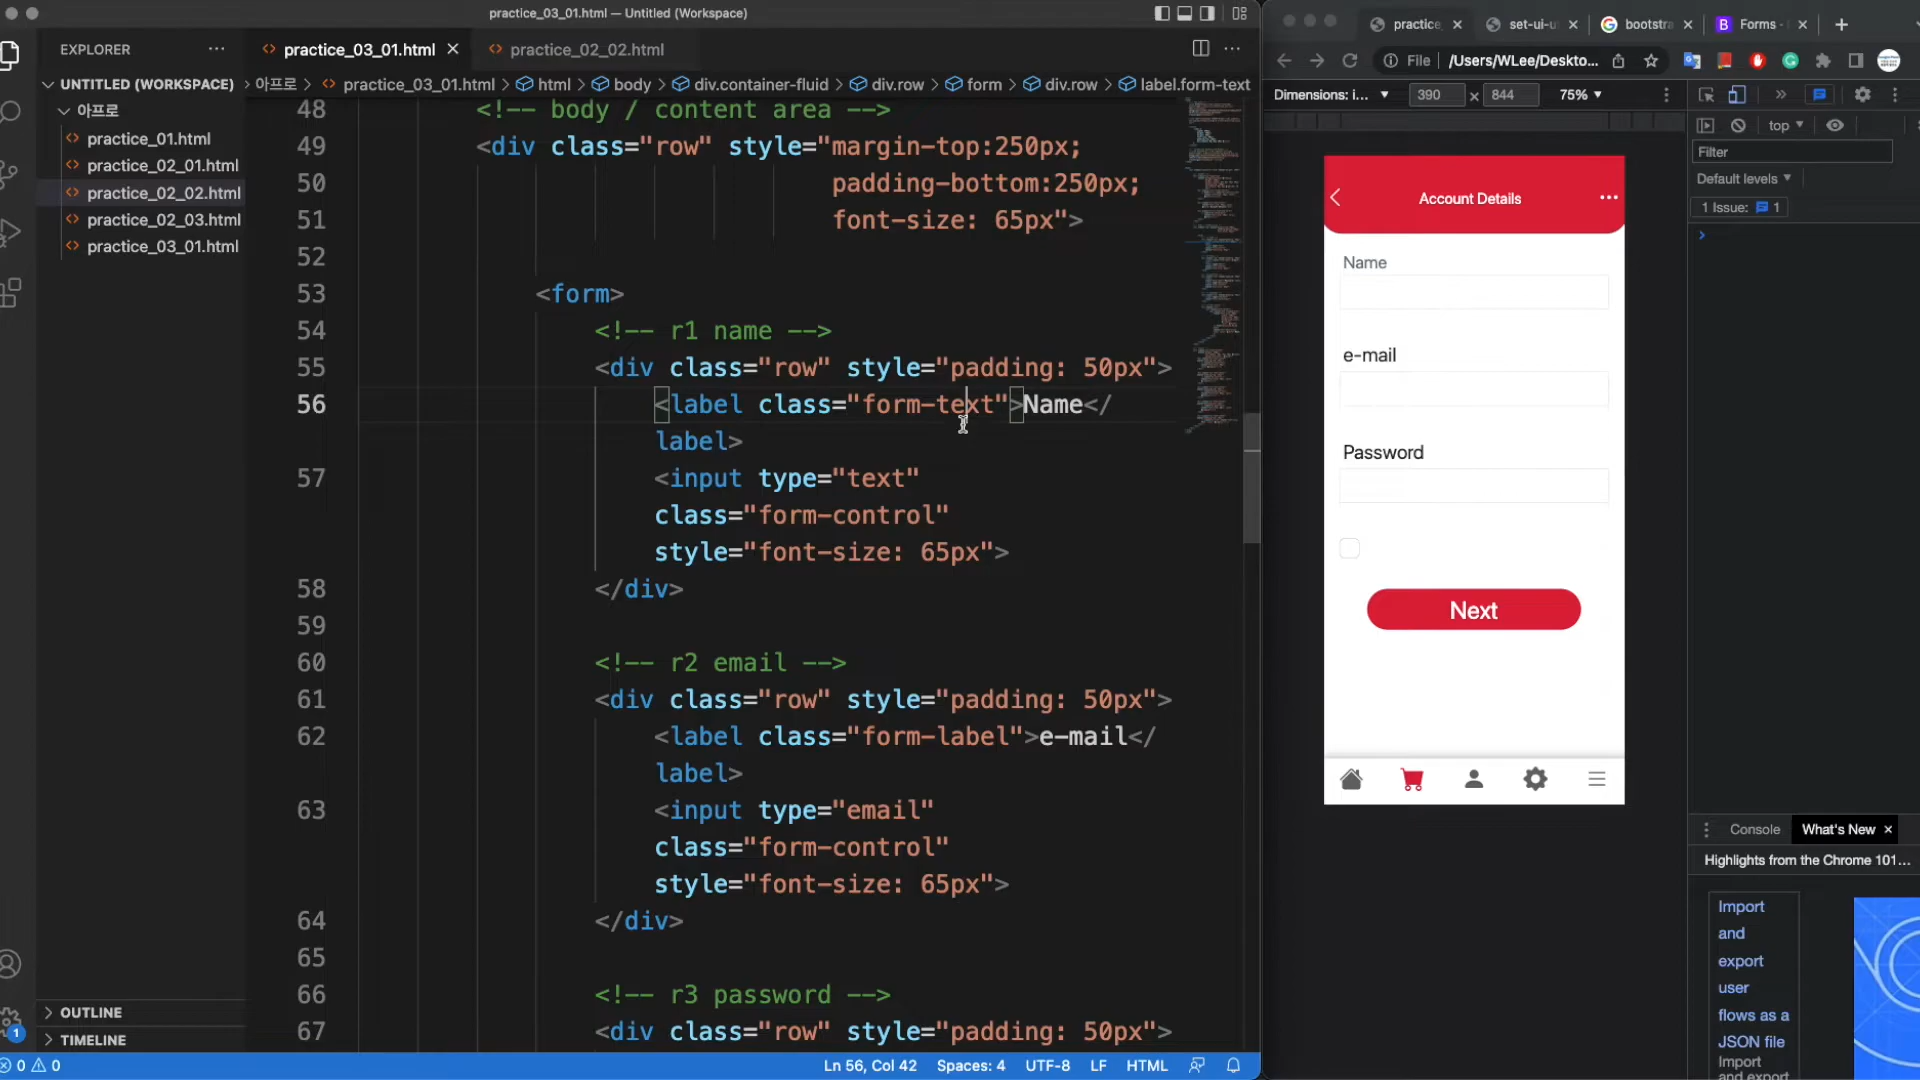 practice_03_01.html — Untitled (Workspace)
EXPLORER
practice_03_01.html
practice_02_02.html
UNTITLED (WORKSPACE)
아프로
practice_01.html
practice_02_01.html
practice_02_02.html
practice_02_03.html
practice_03_01.html
OUTLINE
TIMELINE
아프로 > practice_03_01.html > html > body > div.container-fluid > div.row > form > div.row > label.form-text
48 <!-- body / content area -->
49 <div class="row" style="margin-top:250px;
50 padding-bottom:250px;
51 font-size: 65px">
52
53 <form>
54 <!-- r1 name -->
55 <div class="row" style="padding: 50px">
56 <label class="form-text">Name</
label>
57 <input type="text"
class="form-control"
style="font-size: 65px">
58 </div>
59
60 <!-- r2 email -->
61 <div class="row" style="padding: 50px">
62 <label class="form-label">e-mail</
label>
63 <input type="email"
class="form-control"
style="font-size: 65px">
64 </div>
65
66 <!-- r3 password -->
67 <div class="row" style="padding: 50px">
1
0 0
Ln 56, Col 42
Spaces: 4
UTF-8
LF
HTML
practice
set-ui-u
bootstra
Forms -
File
/Users/WLee/Deskto...
Dimensions: i...
390 × 844
75%
top
Filter
Default levels
1 Issue: 1
Account Details
Name
e-mail
Password
Next
Console
What's New
Highlights from the Chrome 101...
Import
and
export
user
flows as a
JSON file
Import
and export